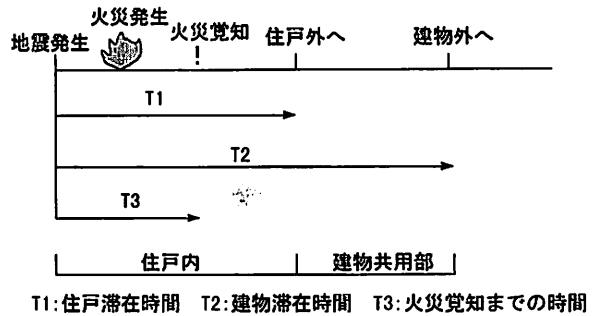 火災発生
地震発生
火災覚知
住戸外へ
建物外へ
!
T1
T2
T3
住戸内
建物共用部
T1:住戸滞在時間 T2:建物滞在時間 T3:火災覚知までの時間